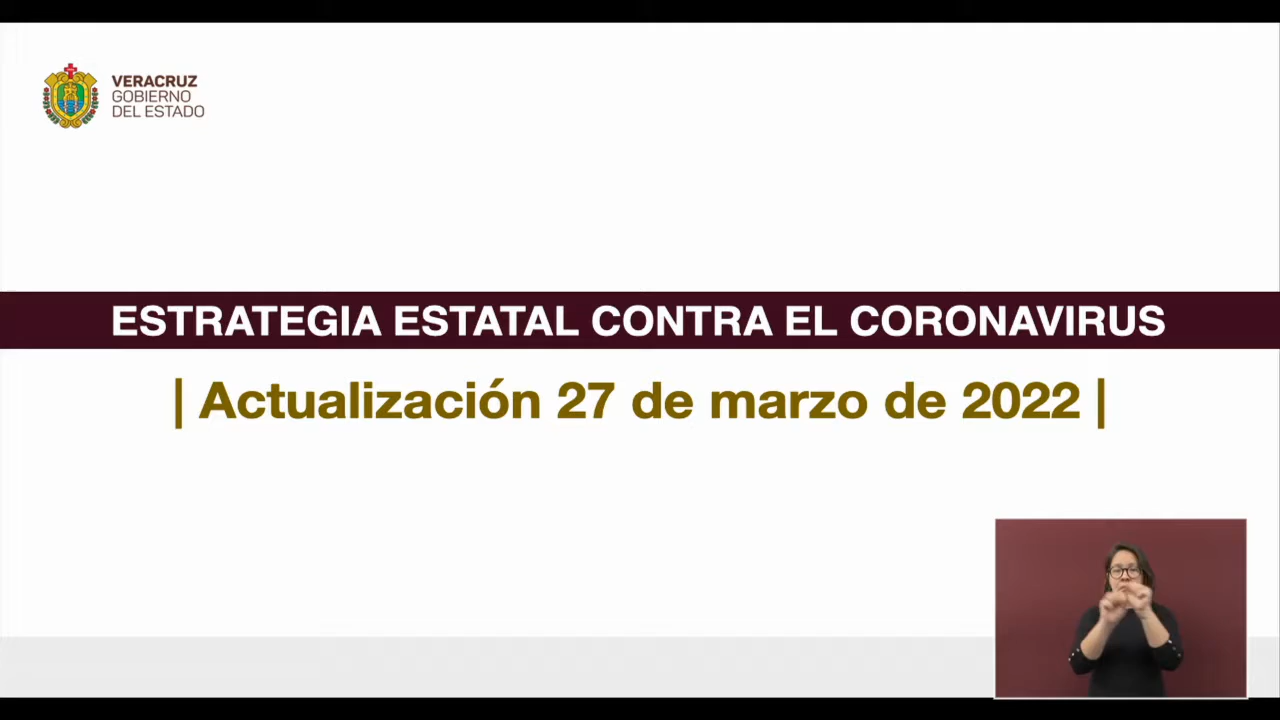 VERACRUZ
GOBIERNO
DEL ESTADO
ESTRATEGIA ESTATAL CONTRA EL CORONAVIRUS
| Actualización 27 de marzo de 2022 |